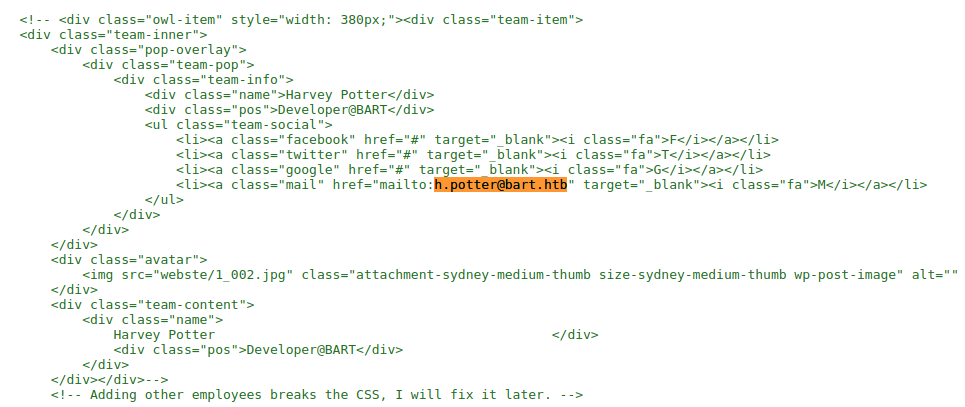 <!-- <div class="owl-item" style="width: 380px;"><div class="team-item">
<div class="team-inner">
    <div class="pop-overlay">
        <div class="team-pop">
            <div class="team-info">
                <div class="name">Harvey Potter</div>
                <div class="pos">Developer@BART</div>
                <ul class="team-social">
                    <li><a class="facebook" href="#" target="_blank"><i class="fa">F</i></a></li>
                    <li><a class="twitter" href="#" target="_blank"><i class="fa">T</i></a></li>
                    <li><a class="google" href="#" target="_blank"><i class="fa">G</i></a></li>
                    <li><a class="mail" href="mailto:h.potter@bart.htb" target="_blank"><i class="fa">M</i></a></li>
                </ul>
            </div>
        </div>
    </div>
    <div class="avatar">
        <img src="webste/1_002.jpg" class="attachment-sydney-medium-thumb size-sydney-medium-thumb wp-post-image" alt=""
    </div>
    <div class="team-content">
        <div class="name">
            Harvey Potter                                           </div>
            <div class="pos">Developer@BART</div>
        </div>
    </div></div>-->
    <!-- Adding other employees breaks the CSS, I will fix it later. -->